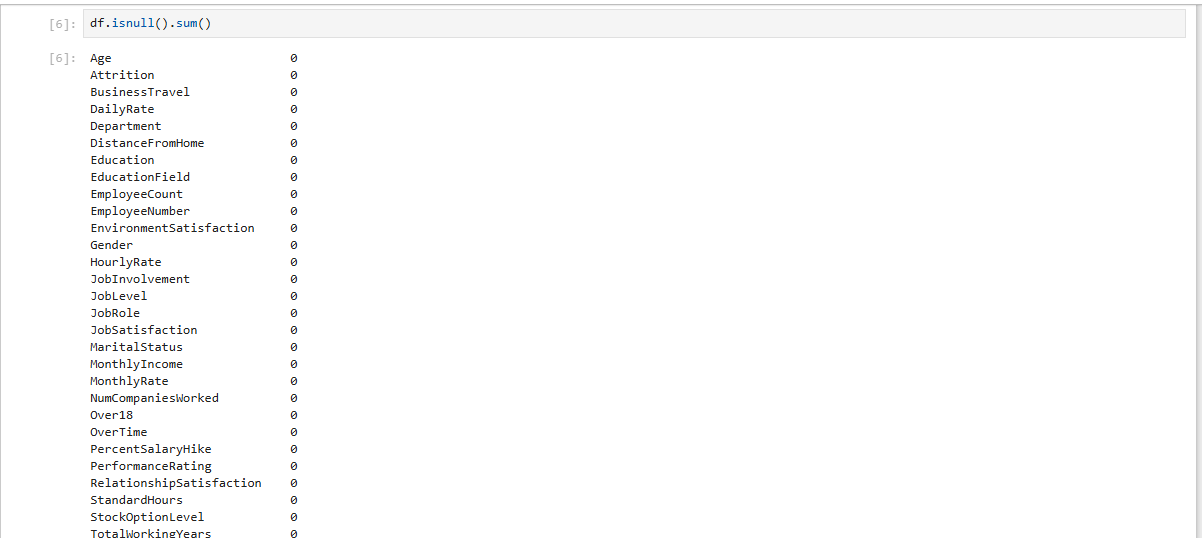 [6]: df.isnull().sum()
[6]: Age 0
Attrition 0
BusinessTravel 0
DailyRate 0
Department 0
DistanceFromHome 0
Education 0
EducationField 0
EmployeeCount 0
EmployeeNumber 0
EnvironmentSatisfaction 0
Gender 0
HourlyRate 0
JobInvolvement 0
JobLevel 0
JobRole 0
JobSatisfaction 0
MaritalStatus 0
MonthlyIncome 0
MonthlyRate 0
NumCompaniesWorked 0
Over18 0
OverTime 0
PercentSalaryHike 0
PerformanceRating 0
RelationshipSatisfaction 0
StandardHours 0
StockOptionLevel 0
TotalWorkingYears 0